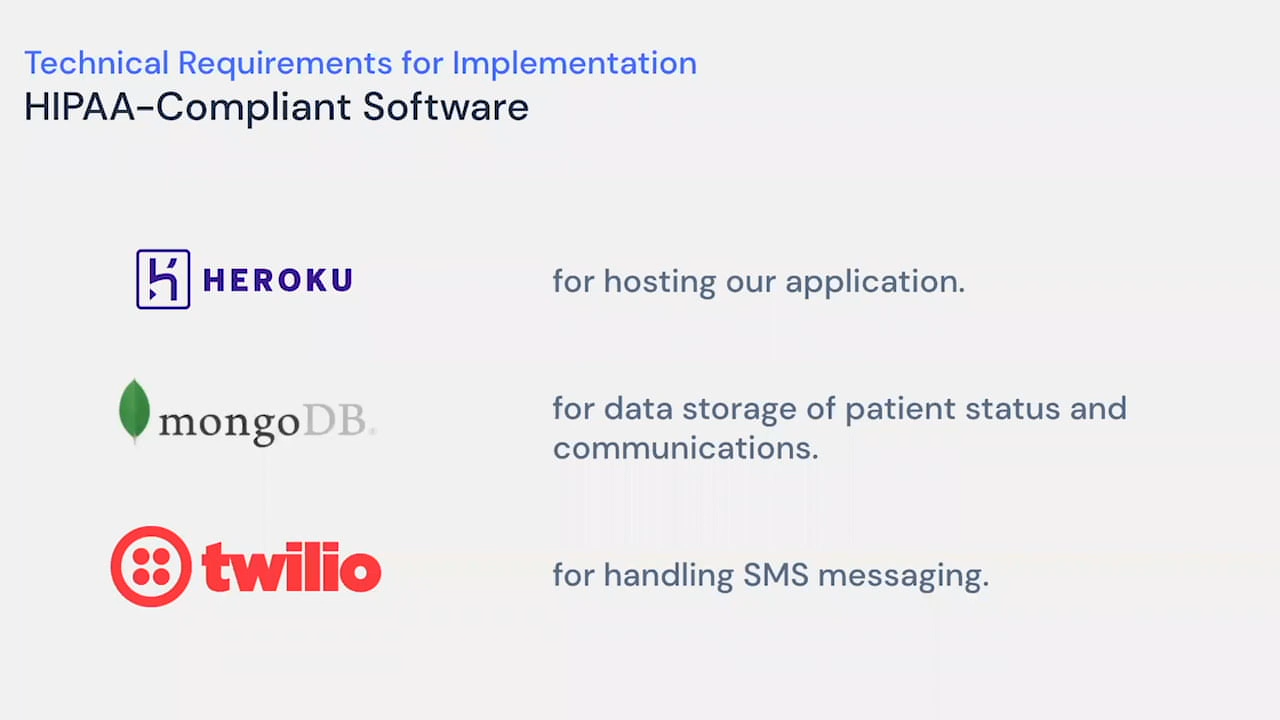 Technical Requirements for Implementation
HIPAA-Compliant Software
HEROKU
for hosting our application.
mongoDB.
for data storage of patient status and
communications.
twilio
for handling SMS messaging.